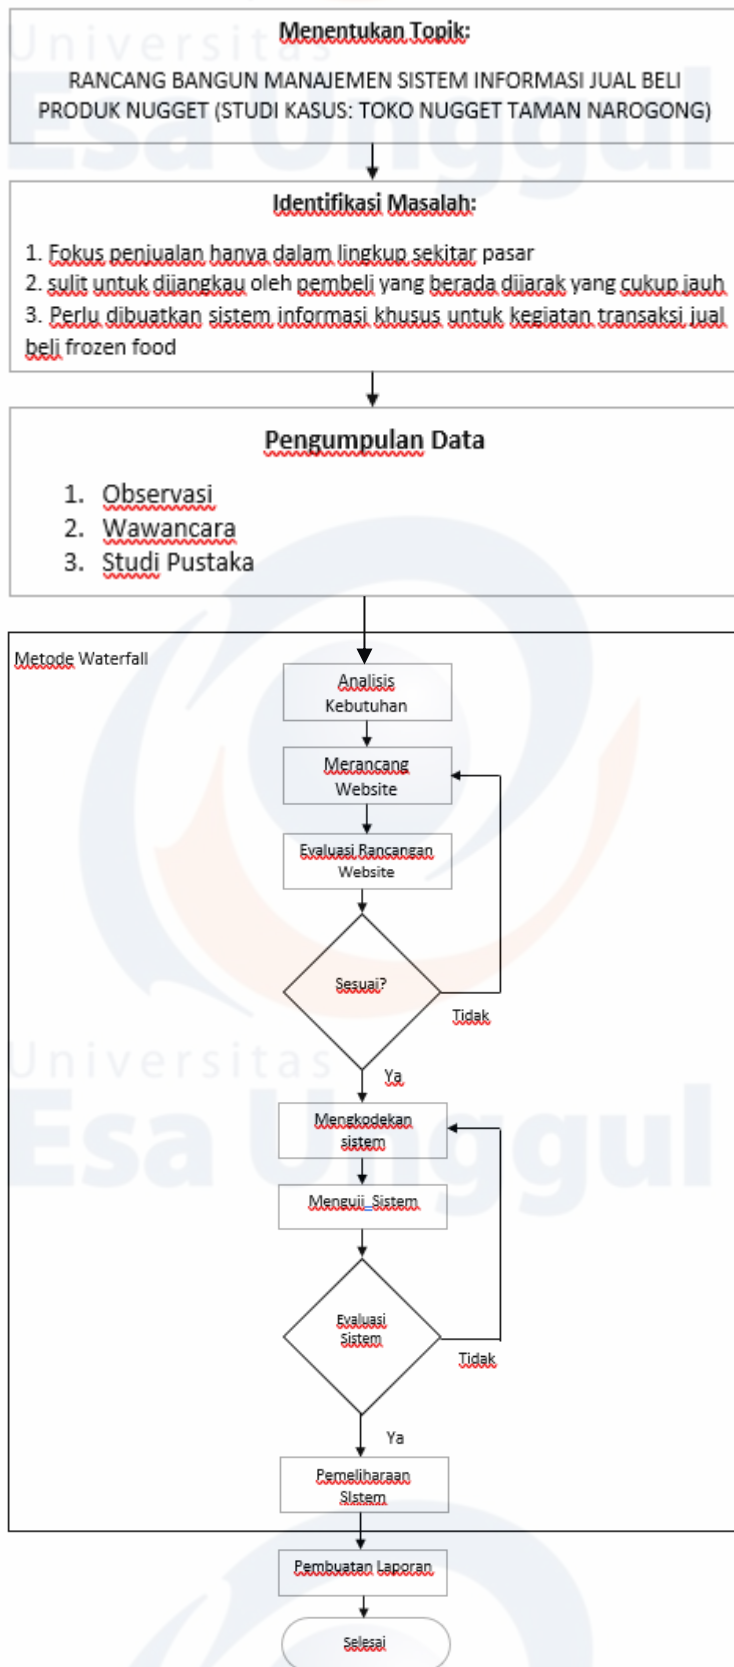 Universitas
Esa Unggul
Menentukan Topik:
RANCANG BANGUN MANAJEMEN SISTEM INFORMASI JUAL BELI
PRODUK NUGGET (STUDI KASUS: TOKO NUGGET TAMAN NAROGONG)
Identifikasi Masalah:
1. Fokus penjualan hanya dalam lingkup sekitar pasar
2. sulit untuk dijangkau oleh pembeli yang berada dijarak yang cukup jauh
3. Perlu dibuatkan sistem informasi khusus untuk kegiatan transaksi jual
beli frozen food
Pengumpulan Data
1. Observasi
2. Wawancara
3. Studi Pustaka
Metode Waterfall
Analisis
Kebutuhan
Merancang
Website
Evaluasi Rancangan
Website
Sesuai?
Tidak
Ya
Universitas
Esa Unggul
Mengkodekan
sistem
Menguji Sistem
Evaluasi
Sistem
Tidak
Ya
Pemeliharaan
SIstem
Pembuatan Laporan
Selesai